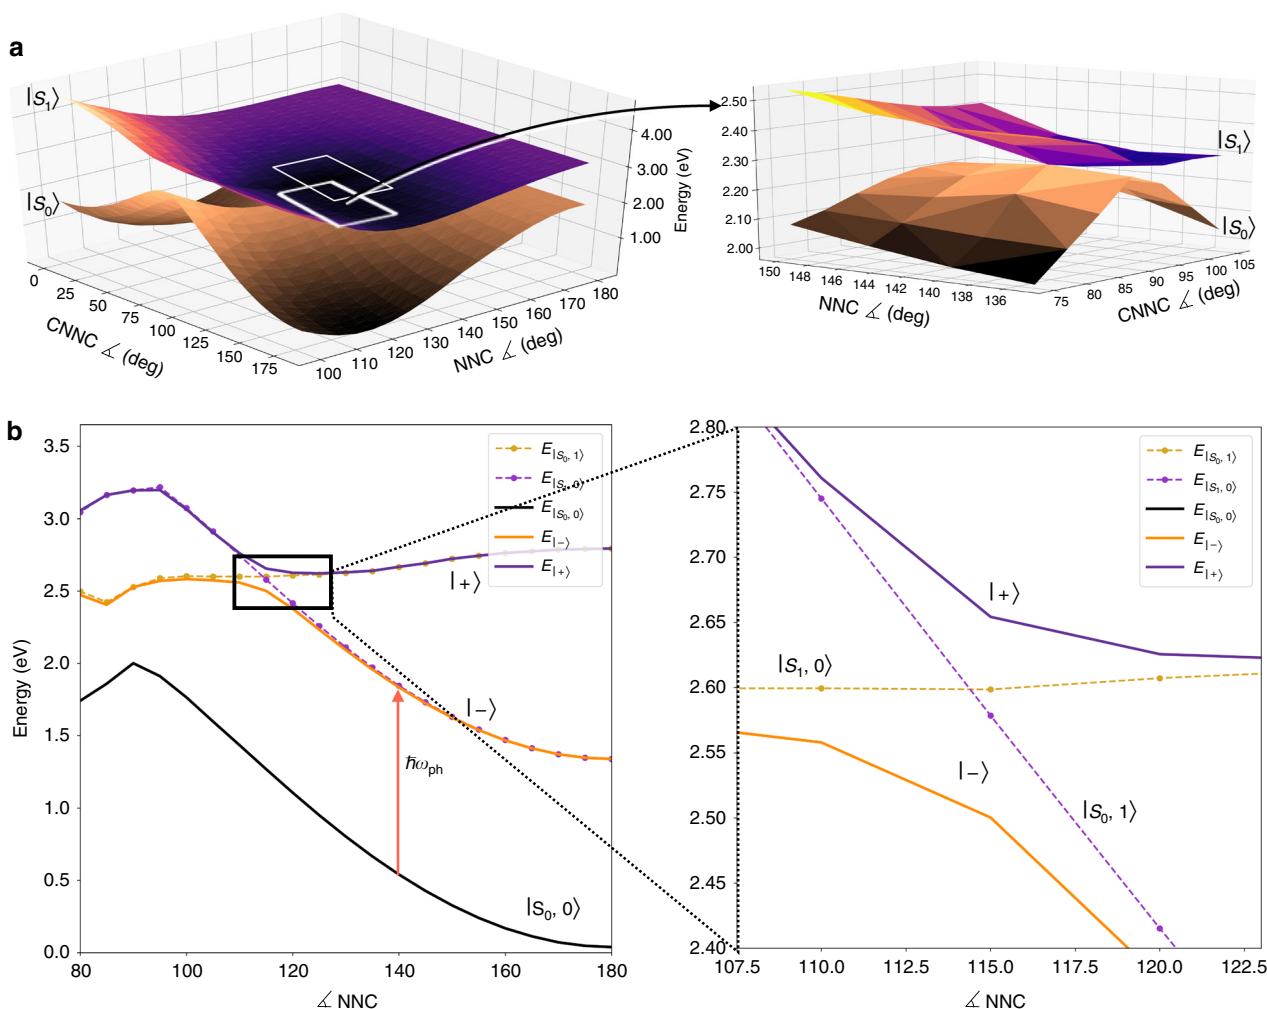 a
|S₁⟩
|S₀⟩
4.00
3.00
2.00
1.00
Energy (eV)
0
25
50
75
100
125
150
175
CNNC ∡ (deg)
100
110
120
130
140
150
160
170
180
NNC ∡ (deg)
2.50
2.40
2.30
2.20
2.10
2.00
|S₁⟩
|S₀⟩
150
148
146
144
142
140
138
136
NNC ∡ (deg)
75
80
85
90
95
100
105
CNNC ∡ (deg)
b
3.5
3.0
2.5
2.0
1.5
1.0
0.5
0.0
Energy (eV)
80
100
120
140
160
180
∡ NNC
E|S₀, 1⟩
E|S₁, 0⟩
E|S₀, 0⟩
E|−⟩
E|+⟩
|+⟩
|−⟩
ℏωph
|S₀, 0⟩
2.80
2.75
2.70
2.65
2.60
2.55
2.50
2.45
2.40
107.5
110.0
112.5
115.0
117.5
120.0
122.5
∡ NNC
E|S₀, 1⟩
E|S₁, 0⟩
E|S₀, 0⟩
E|−⟩
E|+⟩
|+⟩
|S₁, 0⟩
|−⟩
|S₀, 1⟩